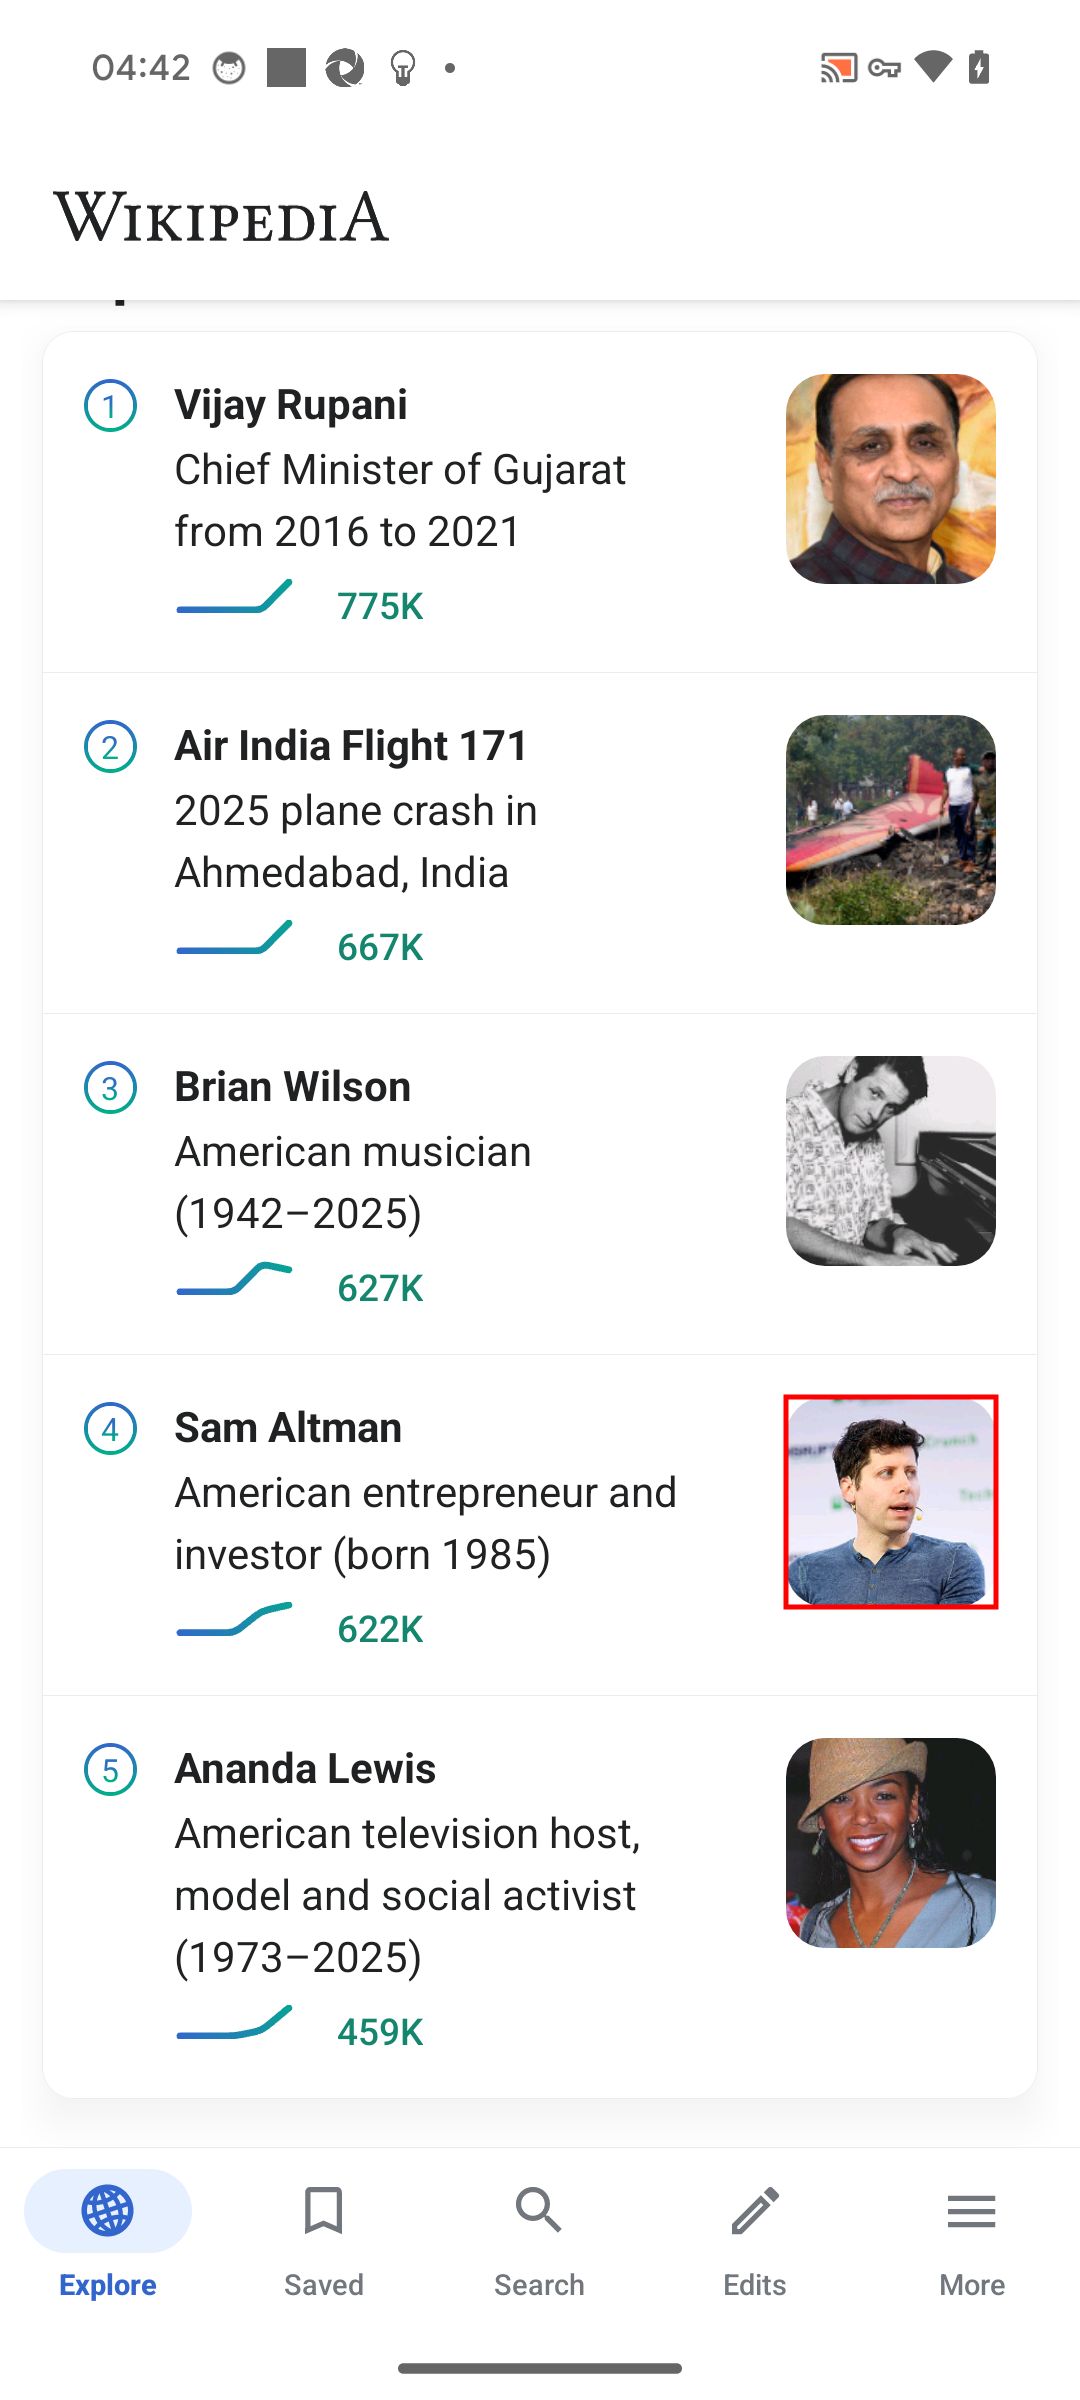 04:42
WIKIPEDIA
1
Vijay Rupani
Chief Minister of Gujarat
from 2016 to 2021
775K
2
Air India Flight 171
2025 plane crash in
Ahmedabad, India
667K
3
Brian Wilson
American musician
(1942–2025)
627K
4
Sam Altman
American entrepreneur and
investor (born 1985)
622K
5
Ananda Lewis
American television host,
model and social activist
(1973–2025)
459K
Explore
Saved
Search
Edits
More